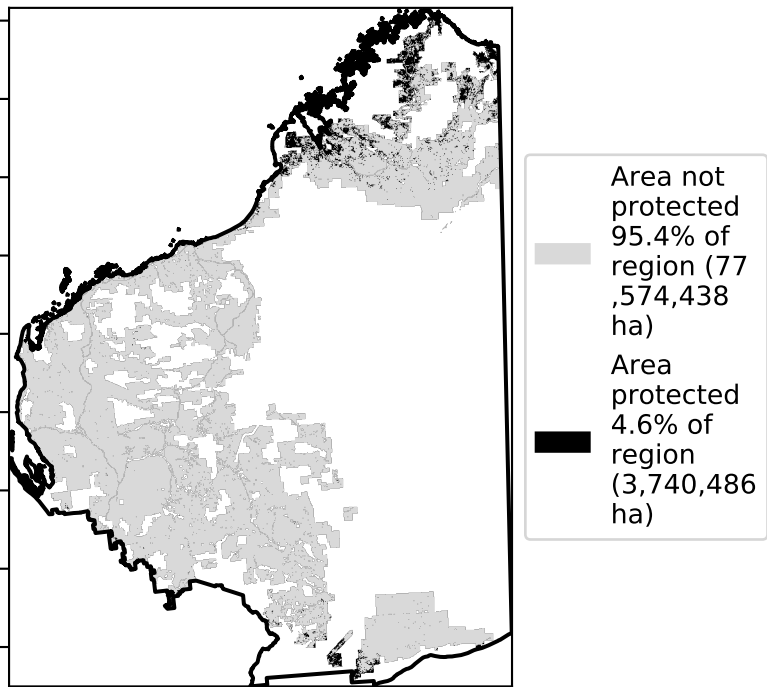 Area not
protected
95.4% of
region (77
,574,438
ha)
Area
protected
4.6% of
region
(3,740,486
ha)